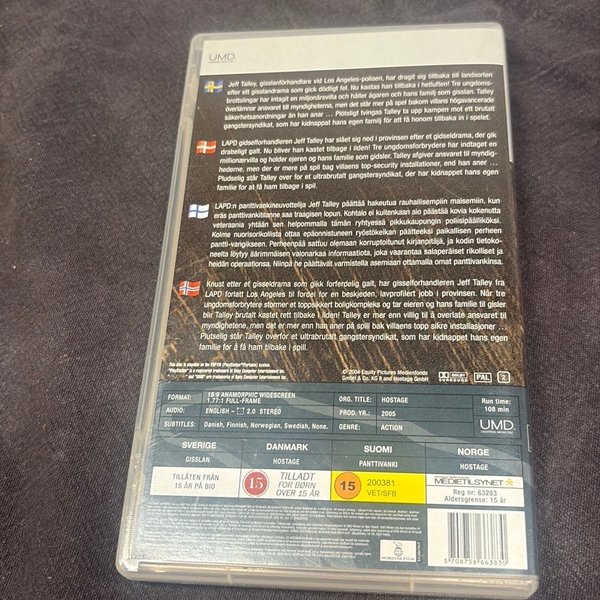 UMD
Jeff Talley, gisslanförhandlare vid Los Angeles-polisen, har dragit sig tillbaka till landsorten
efter ett gisslandrama som gick dödligt fel. Nu kastas han tillbaka in i hetluften! Tre ungdoms-
brottslingar har intagit en miljonärsvilla och håller ägaren och hans familj som gisslan. Talley
överlämnar ansvaret till myndigheterna, men det står mer på spel bakom villans högavancerade
säkerhetsanordningar än han anar ... Plötsligt tvingas Talley ta upp kampen mot ett brutalt
gangstersyndikat, som har kidnappat hans egen familj för att få honom tillbaka in i spelet.
LAPD gidselforhandleren Jeff Talley har slået sig ned i provinsen efter et gidseldrama, der gik
drabeligt galt. Nu bliver han kastet tilbage i ilden! Tre ungdomsforbrydere har indtaget en
millionærvilla og holder ejeren og hans familie som gidsler. Talley afgiver ansvaret til myndig-
hederne, men der er mere på spil bag villaens top-security installationer, end han aner ...
Pludselig står Talley over for et ultrabrutalt gangstersyndikat, der har kidnappet hans egen
familie for at få ham tilbage i spil.
LAPD:n panttivankineuvottelija Jeff Talley päättää hakeutua rauhallisempiin maisemiin, kun
eräs panttivankitilanne saa traagisen lopun. Kohtalo ei kuitenkaan aio päästää kovia kokenutta
veteraania yhtään sen helpommalla tämän ryhtyessä pikkukaupungin poliisipäälliköksi.
Kolme nuorisorikollista ottaa epäonnistuneen ryöstökeikan päätteeksi paikallisen perheen
panttivangikseen. Perheenpää sattuu olemaan korruptoitunut kirjanpitäjä, ja kodin tietoko-
neelta löytyy äärimmäisen vaionarkaa informaatiota, joka vaarantaa salaperäiset rikolliset ja
heidän operaationsa. Niinpä he päättävät varmistella asemiaan ottamalla omat panttivankinsa.
Knust etter et gisseldrama som gikk forferdelig galt, har gisselforhandleren Jeff Talley fra
LAPD forlatt Los Angeles til fordel for en beskjeden, lavprofilert jobb i provinsen. Når tre
ungdomsforbrytere stormer et toppsikkert boligkompleks og tar eieren og hans familie til gisler
blir Talley brutalt kastet rett tilbake i ilden! Talley er mer enn villig til å overlate ansvaret til
myndighetene, men det er mer enn han aner på spill bak villaens topp sikre installasjoner ...
Plutselig står Talley overfor et ultrabrutalt gangstersyndikat, som har kidnappet hans egen
familie for å få ham tilbake i spill.
© 2004 Equity Pictures Medienfonds
GmbH & Co. KG II and Hostage GmbH.
DOLBY SURROUND
PAL
2
FORMAT: 16:9 ANAMORPHIC WIDESCREEN
1.77:1 FULL-FRAME
ORG. TITLE: HOSTAGE
Run time:
108 min
AUDIO: ENGLISH – 2.0 STEREO
PROD. YR.: 2005
SUBTITLES: Danish, Finnish, Norwegian, Swedish, None.
GENRE: ACTION
UMD
SVERIGE DANMARK SUOMI NORGE
GISSLAN HOSTAGE PANTTIVANKI HOSTAGE
TILLÅTEN FRÅN
15 ÅR PÅ BIO
15
TILLADT
FOR BØRN
OVER 15 ÅR
15
200381
VET/SFB
MEDIETILSYNET
Reg nr: 63283
Aldersgrense: 15 år
NORDISK FILM
5708758663830